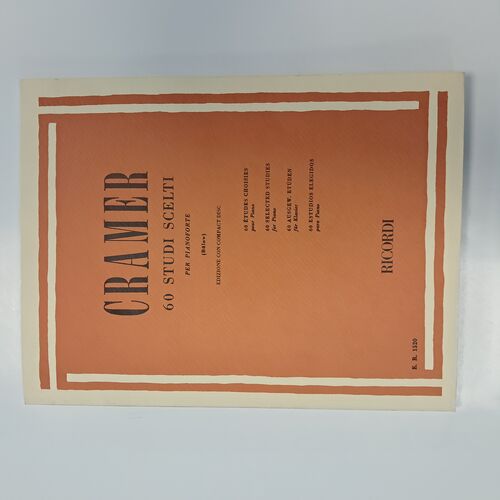 CRAMER
60 STUDI SCELTI
PER PIANOFORTE
(Bülow)
EDIZIONE CON COMPACT DISC
60 ÉTUDES CHOISIES
pour Piano
60 SELECTED STUDIES
for Piano
60 AUSGEW. ETÜDEN
für Klavier
60 ESTUDIOS ELEGIDOS
para Piano
RICORDI
E. R. 1520